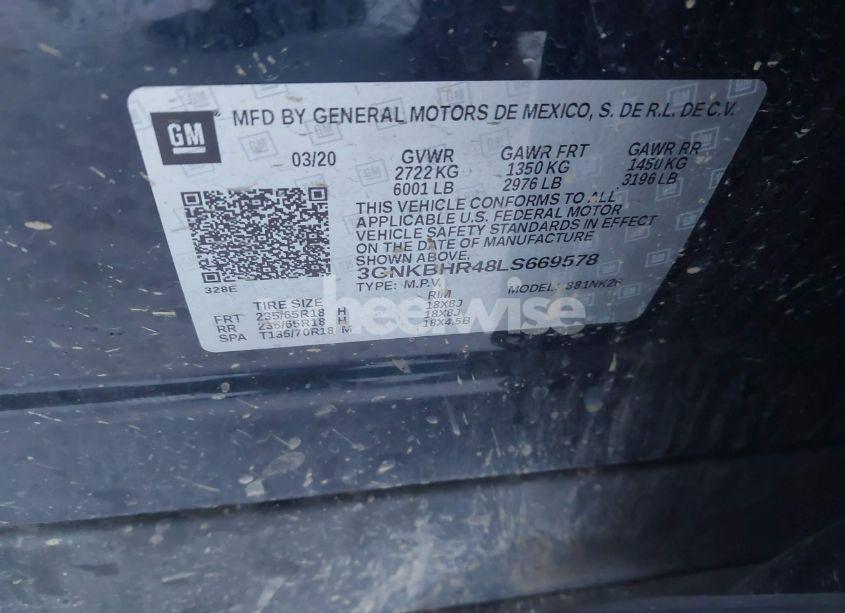 GM
MFD BY GENERAL MOTORS DE MEXICO, S. DE R.L. DE C.V.
03/20 GVWR GAWR FRT GAWR RR
2722 KG 1350 KG 1450 KG
6001 LB 2976 LB 3196 LB
THIS VEHICLE CONFORMS TO ALL
APPLICABLE U.S. FEDERAL MOTOR
VEHICLE SAFETY STANDARDS IN EFFECT
ON THE DATE OF MANUFACTURE
SHOWN ABOVE.
3GNKBHR48LS669578
328E TYPE: M.P.V. MODEL:
TIRE SIZE RIM
FRT 235/65R18 H 18X8J
RR 235/65R18 H 18X8J
SPA T135/70R18 M 18X4.5B
heelwise